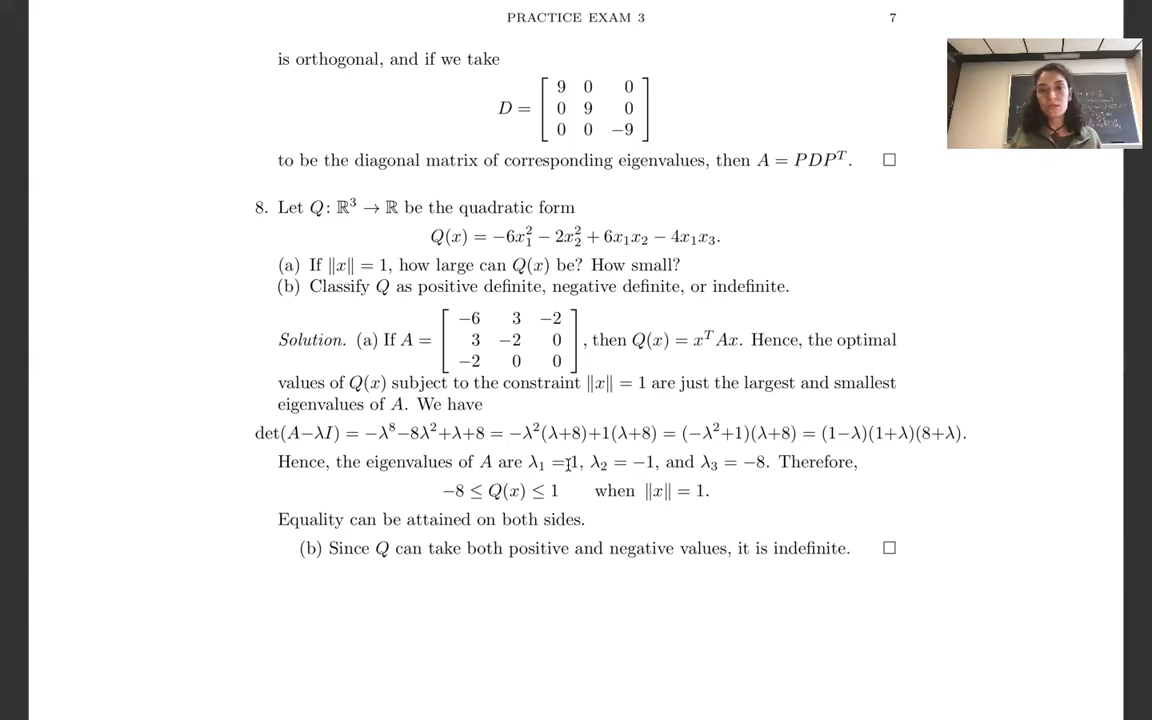 PRACTICE EXAM 3 7
is orthogonal, and if we take
D = [ 9 0 0
0 9 0
0 0 −9 ]
to be the diagonal matrix of corresponding eigenvalues, then A = PDPᵀ. □
8. Let Q: ℝ³ → ℝ be the quadratic form
Q(x) = −6x₁² − 2x₂² + 6x₁x₂ − 4x₁x₃.
(a) If ‖x‖ = 1, how large can Q(x) be? How small?
(b) Classify Q as positive definite, negative definite, or indefinite.
Solution. (a) If A = [ −6 3 −2
3 −2 0
−2 0 0 ], then Q(x) = xᵀAx. Hence, the optimal
values of Q(x) subject to the constraint ‖x‖ = 1 are just the largest and smallest
eigenvalues of A. We have
det(A−λI) = −λ⁸−8λ²+λ+8 = −λ²(λ+8)+1(λ+8) = (−λ²+1)(λ+8) = (1−λ)(1+λ)(8+λ).
Hence, the eigenvalues of A are λ₁ = 1, λ₂ = −1, and λ₃ = −8. Therefore,
−8 ≤ Q(x) ≤ 1 when ‖x‖ = 1.
Equality can be attained on both sides.
(b) Since Q can take both positive and negative values, it is indefinite. □